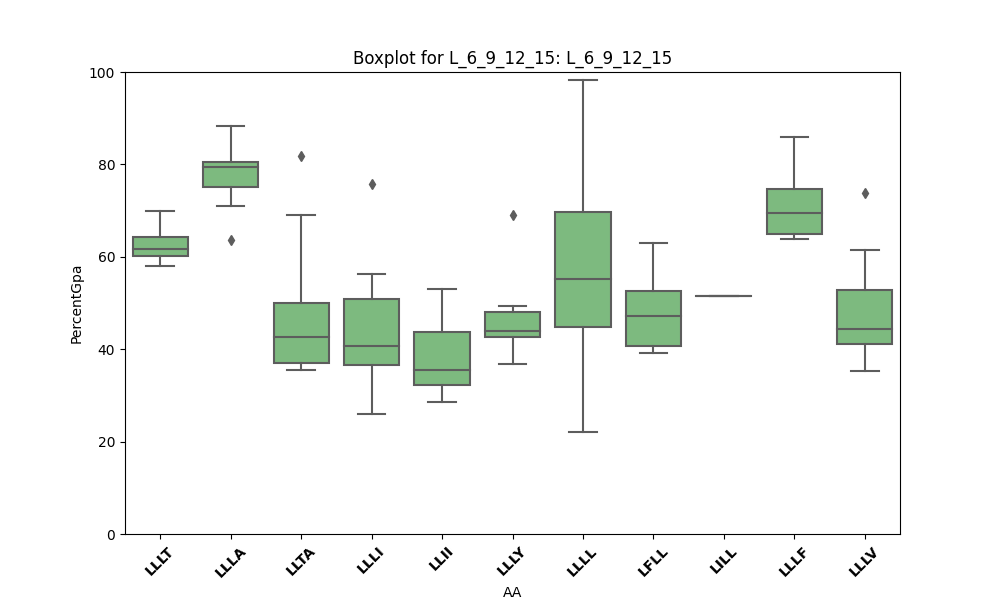 Boxplot for L_6_9_12_15: L_6_9_12_15
100
80
60
40
20
0
PercentGpa
LLLT LLLA LLTA LLLI LLII LLLY LLLL LFLL LILL LLLF LLLV
AA